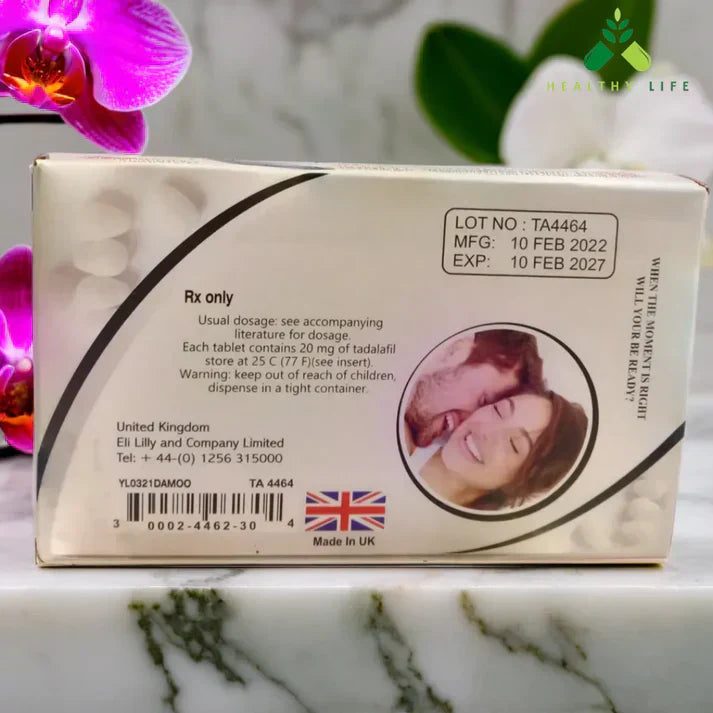 HEALTHY LIFE
LOT NO : TA4464
MFG: 10 FEB 2022
EXP: 10 FEB 2027
WHEN THE MOMENT IS RIGHT
WILL YOUR BE READY?
Rx only
Usual dosage: see accompanying
literature for dosage.
Each tablet contains 20 mg of tadalafil
store at 25 C (77 F)(see insert).
Warning: keep out of reach of children,
dispense in a tight container.
United Kingdom
Eli Lilly and Company Limited
Tel: + 44-(0) 1256 315000
YL0321DAMOO TA 4464
3 0002-4462-30 4
Made In UK